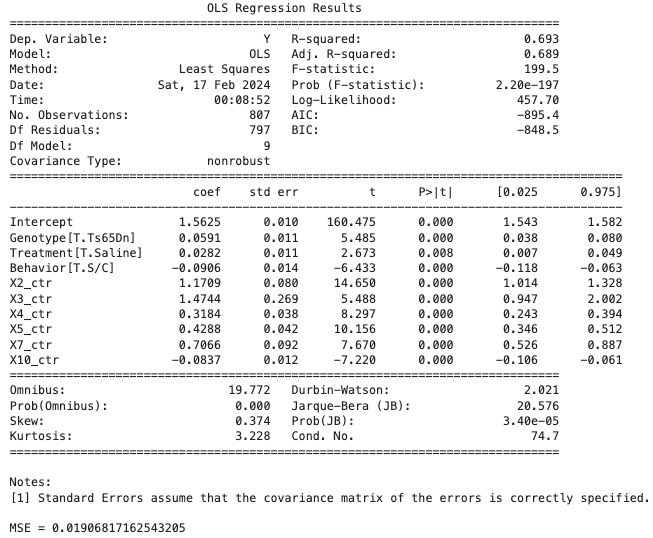 OLS Regression Results
==============================================================================
Dep. Variable: Y R-squared: 0.693
Model: OLS Adj. R-squared: 0.689
Method: Least Squares F-statistic: 199.5
Date: Sat, 17 Feb 2024 Prob (F-statistic): 2.20e-197
Time: 00:08:52 Log-Likelihood: 457.70
No. Observations: 807 AIC: -895.4
Df Residuals: 797 BIC: -848.5
Df Model: 9
Covariance Type: nonrobust
=======================================================================================
coef std err t P>|t| [0.025 0.975]
---------------------------------------------------------------------------------------
Intercept 1.5625 0.010 160.475 0.000 1.543 1.582
Genotype[T.Ts65Dn] 0.0591 0.011 5.485 0.000 0.038 0.080
Treatment[T.Saline] 0.0282 0.011 2.673 0.008 0.007 0.049
Behavior[T.S/C] -0.0906 0.014 -6.433 0.000 -0.118 -0.063
X2_ctr 1.1709 0.080 14.650 0.000 1.014 1.328
X3_ctr 1.4744 0.269 5.488 0.000 0.947 2.002
X4_ctr 0.3184 0.038 8.297 0.000 0.243 0.394
X5_ctr 0.4288 0.042 10.156 0.000 0.346 0.512
X7_ctr 0.7066 0.092 7.670 0.000 0.526 0.887
X10_ctr -0.0837 0.012 -7.220 0.000 -0.106 -0.061
==============================================================================
Omnibus: 19.772 Durbin-Watson: 2.021
Prob(Omnibus): 0.000 Jarque-Bera (JB): 20.576
Skew: 0.374 Prob(JB): 3.40e-05
Kurtosis: 3.228 Cond. No. 74.7
==============================================================================
Notes:
[1] Standard Errors assume that the covariance matrix of the errors is correctly specified.
MSE = 0.01906817162543205